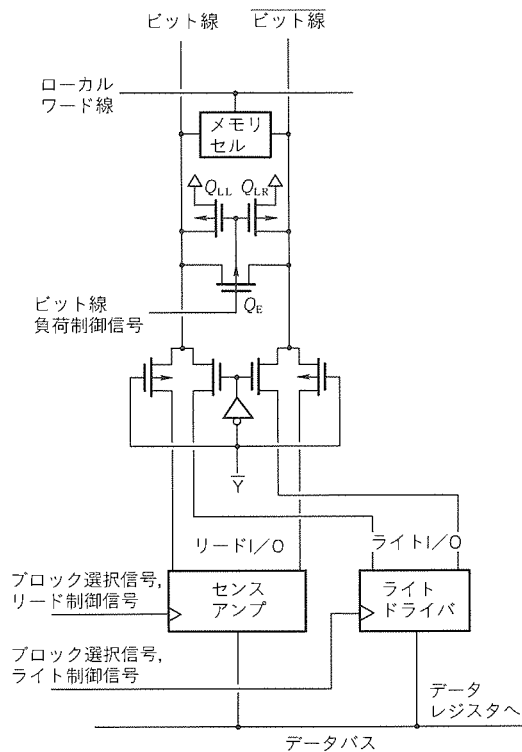 ビット線
ビット線
ローカル
ワード線
メモリ
セル
QLL
QLR
ビット線
負荷制御信号
QE
Y
リードI/O
ライトI/O
ブロック選択信号,
リード制御信号
センス
アンプ
ライト
ドライバ
ブロック選択信号,
ライト制御信号
データ
レジスタへ
データバス